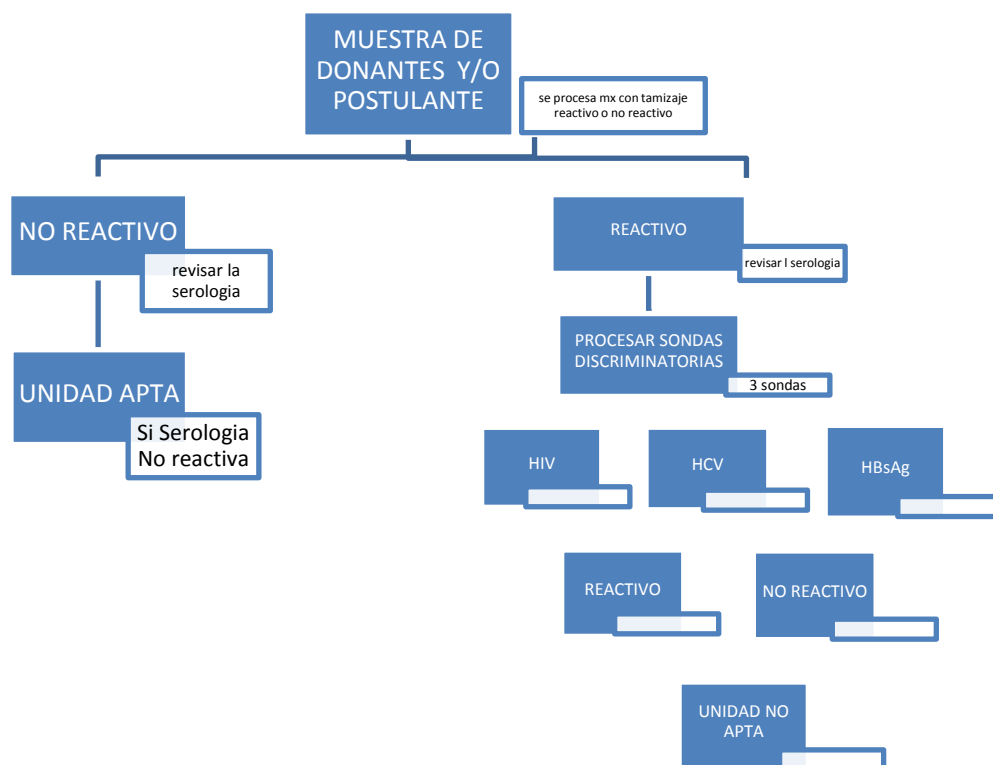 MUESTRA DE
DONANTES Y/O
POSTULANTE
se procesa mx con tamizaje
reactivo o no reactivo
NO REACTIVO
revisar la
serologia
REACTIVO
revisar l serologia
UNIDAD APTA
Si Serologia
No reactiva
PROCESAR SONDAS
DISCRIMINATORIAS
3 sondas
HIV
HCV
HBsAg
REACTIVO
NO REACTIVO
UNIDAD NO
APTA